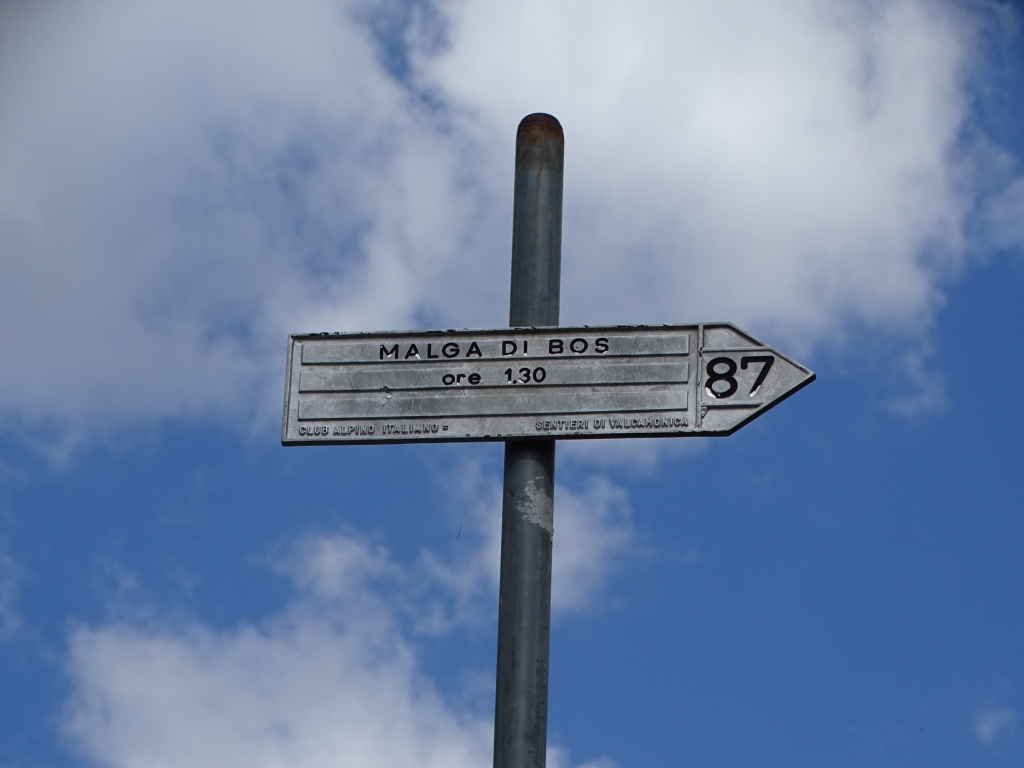 MALGA DI BOS
ore 1.30
87
CLUB ALPINO ITALIANO = SENTIERI DI VALCAMONICA